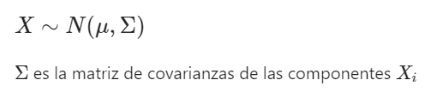 X ∼ N(μ, Σ)
Σ es la matriz de covarianzas de las componentes Xᵢ